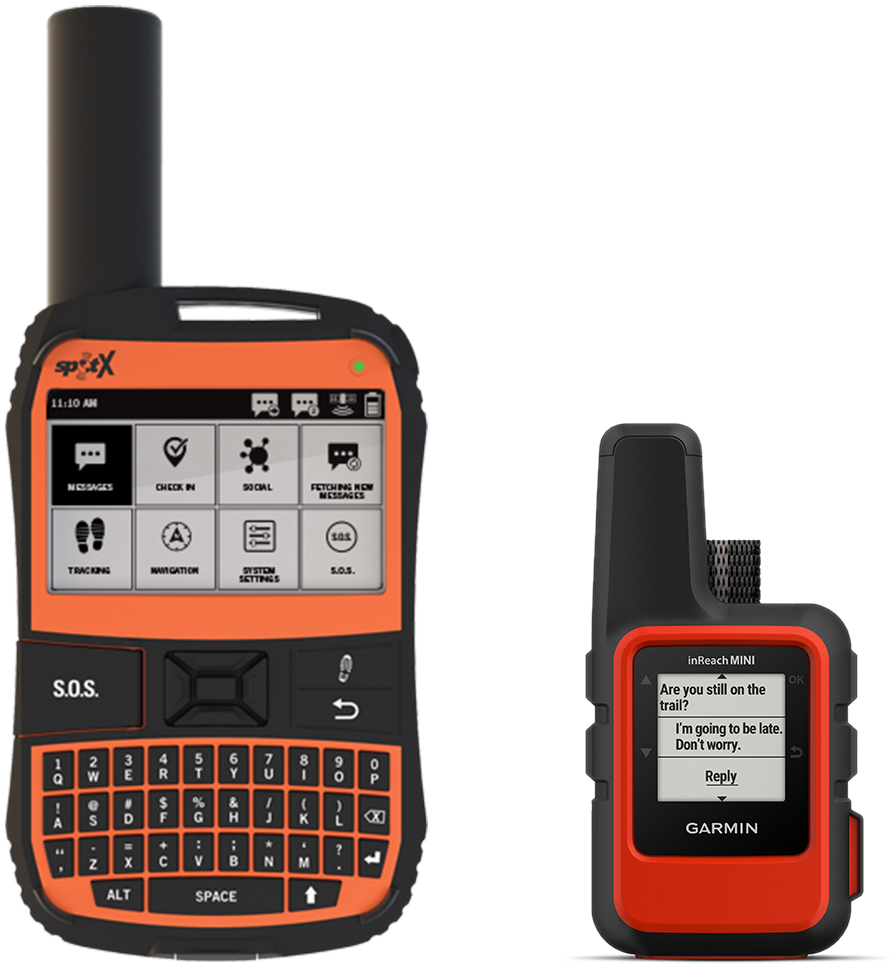 spotX
11:10 AM
MESSAGES
CHECK IN
SOCIAL
FETCHING NEW
MESSAGES
TRACKING
NAVIGATION
SYSTEM
SETTINGS
S.O.S.
S.O.S.
S.O.S.
1 2 3 4 5 6 7 8 9 0
Q W E R T Y U I O P
! @ # $ % & / ( )
A S D F G H J K L
“ - = + : ; * ‘ ?
, Z X C V B N M .
ALT SPACE
inReach MINI
OK
Are you still on the
trail?
I'm going to be late.
Don't worry.
Reply
GARMIN